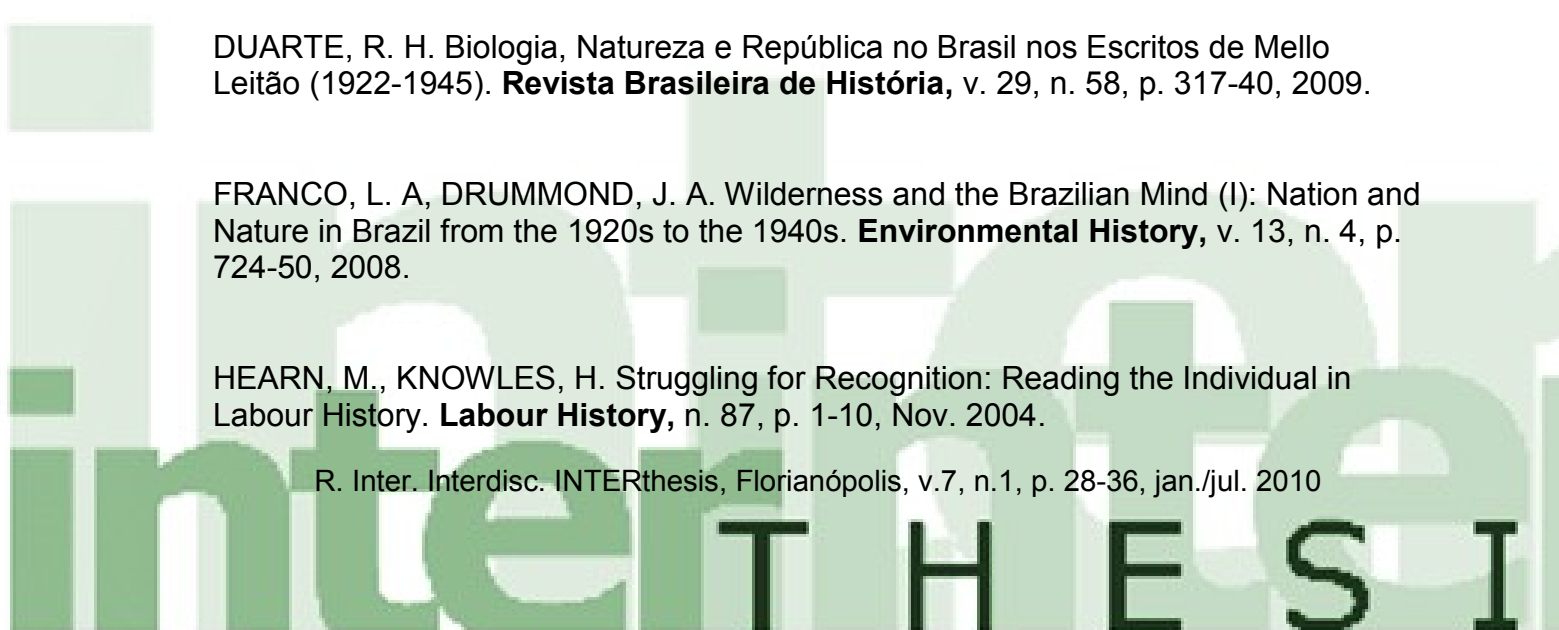 DUARTE, R. H. Biologia, Natureza e República no Brasil nos Escritos de Mello
Leitão (1922-1945). Revista Brasileira de História, v. 29, n. 58, p. 317-40, 2009.
FRANCO, L. A, DRUMMOND, J. A. Wilderness and the Brazilian Mind (I): Nation and
Nature in Brazil from the 1920s to the 1940s. Environmental History, v. 13, n. 4, p.
724-50, 2008.
HEARN, M., KNOWLES, H. Struggling for Recognition: Reading the Individual in
Labour History. Labour History, n. 87, p. 1-10, Nov. 2004.
R. Inter. Interdisc. INTERthesis, Florianópolis, v.7, n.1, p. 28-36, jan./jul. 2010
inter
T H E S I